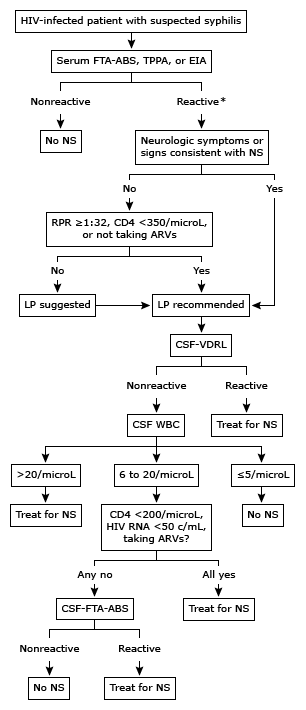 HIV-infected patient with suspected syphilis
Serum FTA-ABS, TPPA, or EIA
Nonreactive
Reactive*
No NS
Neurologic symptoms or
signs consistent with NS
No
Yes
RPR ≥1:32, CD4 <350/microL,
or not taking ARVs
No
Yes
LP suggested
LP recommended
CSF-VDRL
Nonreactive
Reactive
CSF WBC
Treat for NS
>20/microL
6 to 20/microL
≤5/microL
Treat for NS
CD4 <200/microL,
HIV RNA <50 c/mL,
taking ARVs?
No NS
Any no
All yes
CSF-FTA-ABS
Treat for NS
Nonreactive
Reactive
No NS
Treat for NS